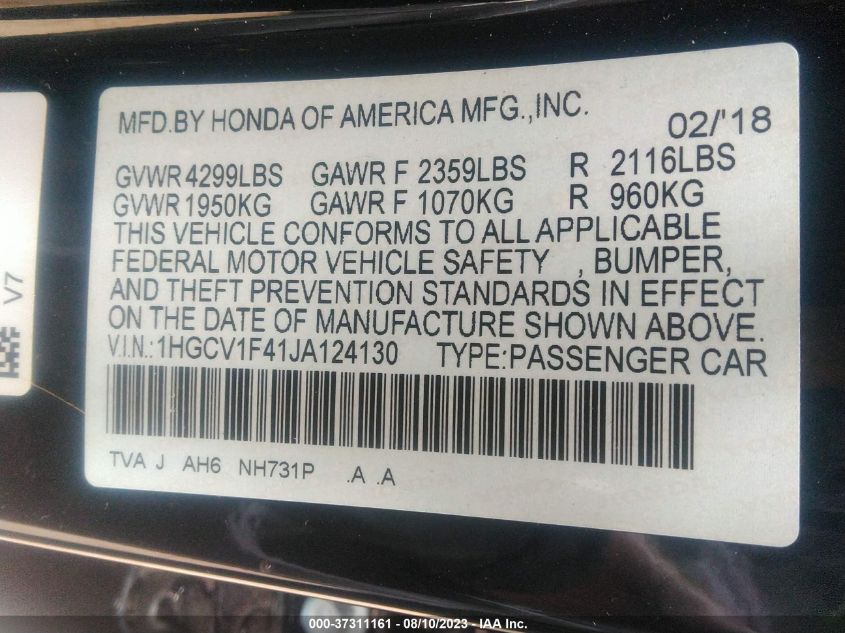 MFD.BY HONDA OF AMERICA MFG.,INC. 02/'18
GVWR 4299LBS GAWR F 2359LBS R 2116LBS
GVWR 1950KG GAWR F 1070KG R 960KG
THIS VEHICLE CONFORMS TO ALL APPLICABLE
FEDERAL MOTOR VEHICLE SAFETY , BUMPER,
AND THEFT PREVENTION STANDARDS IN EFFECT
ON THE DATE OF MANUFACTURE SHOWN ABOVE.
V.I.N.:1HGCV1F41JA124130 TYPE:PASSENGER CAR
TVA J AH6 NH731P .A .A
V7
000-37311161 - 08/10/2023 - IAA Inc.